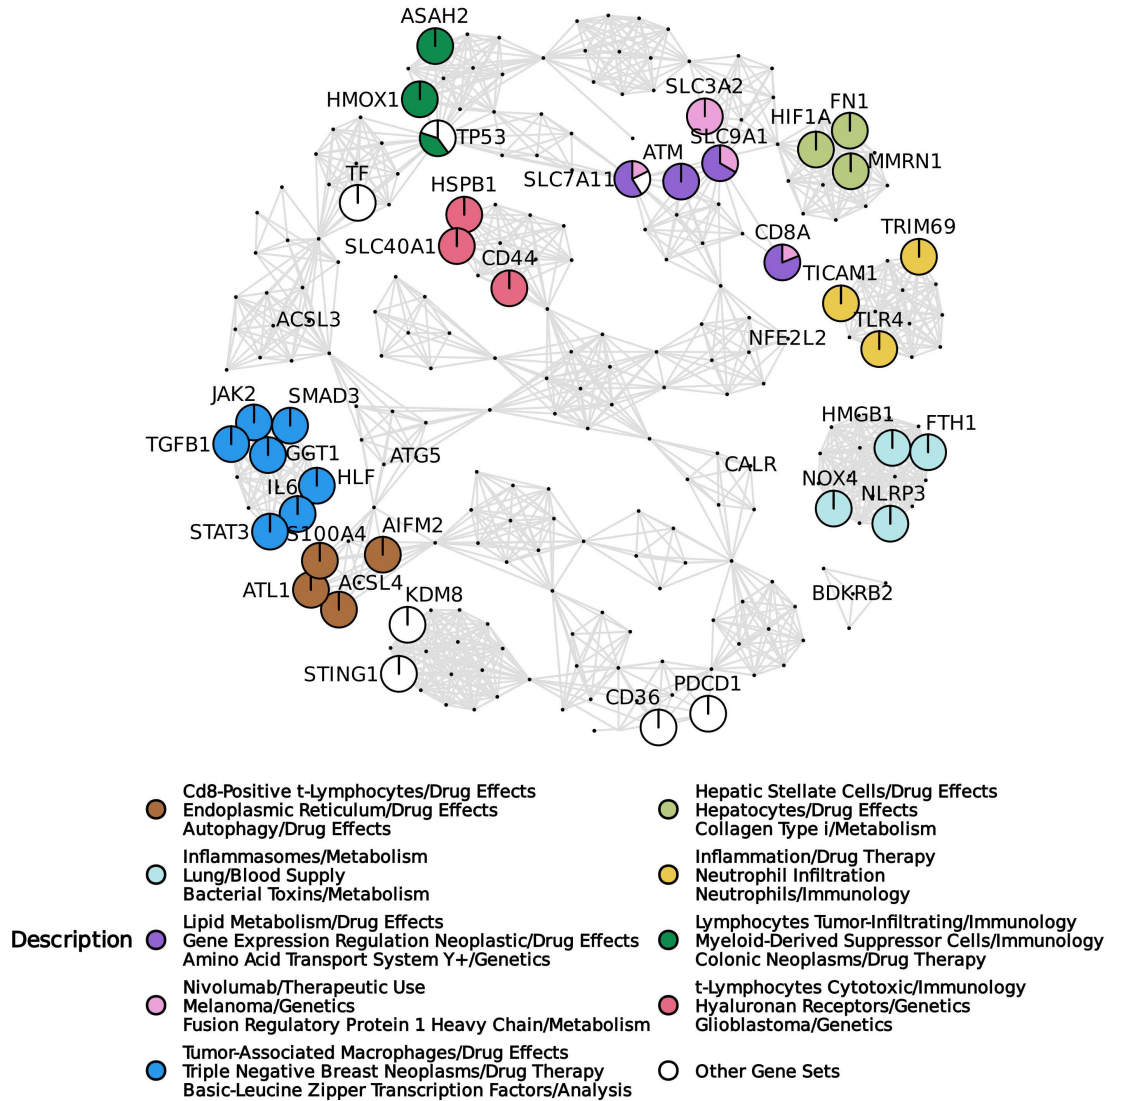 ASAH2
SLC3A2
HMOX1
FN1
HIF1A
TP53
SLC9A1
ATM
MMRN1
TF
SLC7A11
HSPB1
TRIM69
CD8A
SLC40A1
CD44
TICAM1
ACSL3
TLR4
NFE2L2
JAK2
SMAD3
HMGB1
FTH1
TGFB1
GGT1
ATG5
CALR
HLF
NOX4
IL6
NLRP3
STAT3
S100A4
AIFM2
ATL1
ACSL4
KDM8
BDKRB2
STING1
PDCD1
CD36
Cd8-Positive t-Lymphocytes/Drug Effects
Endoplasmic Reticulum/Drug Effects
Autophagy/Drug Effects
Inflammasomes/Metabolism
Lung/Blood Supply
Bacterial Toxins/Metabolism
Description
Lipid Metabolism/Drug Effects
Gene Expression Regulation Neoplastic/Drug Effects
Amino Acid Transport System Y+/Genetics
Nivolumab/Therapeutic Use
Melanoma/Genetics
Fusion Regulatory Protein 1 Heavy Chain/Metabolism
Tumor-Associated Macrophages/Drug Effects
Triple Negative Breast Neoplasms/Drug Therapy
Basic-Leucine Zipper Transcription Factors/Analysis
Hepatic Stellate Cells/Drug Effects
Hepatocytes/Drug Effects
Collagen Type i/Metabolism
Inflammation/Drug Therapy
Neutrophil Infiltration
Neutrophils/Immunology
Lymphocytes Tumor-Infiltrating/Immunology
Myeloid-Derived Suppressor Cells/Immunology
Colonic Neoplasms/Drug Therapy
t-Lymphocytes Cytotoxic/Immunology
Hyaluronan Receptors/Genetics
Glioblastoma/Genetics
Other Gene Sets